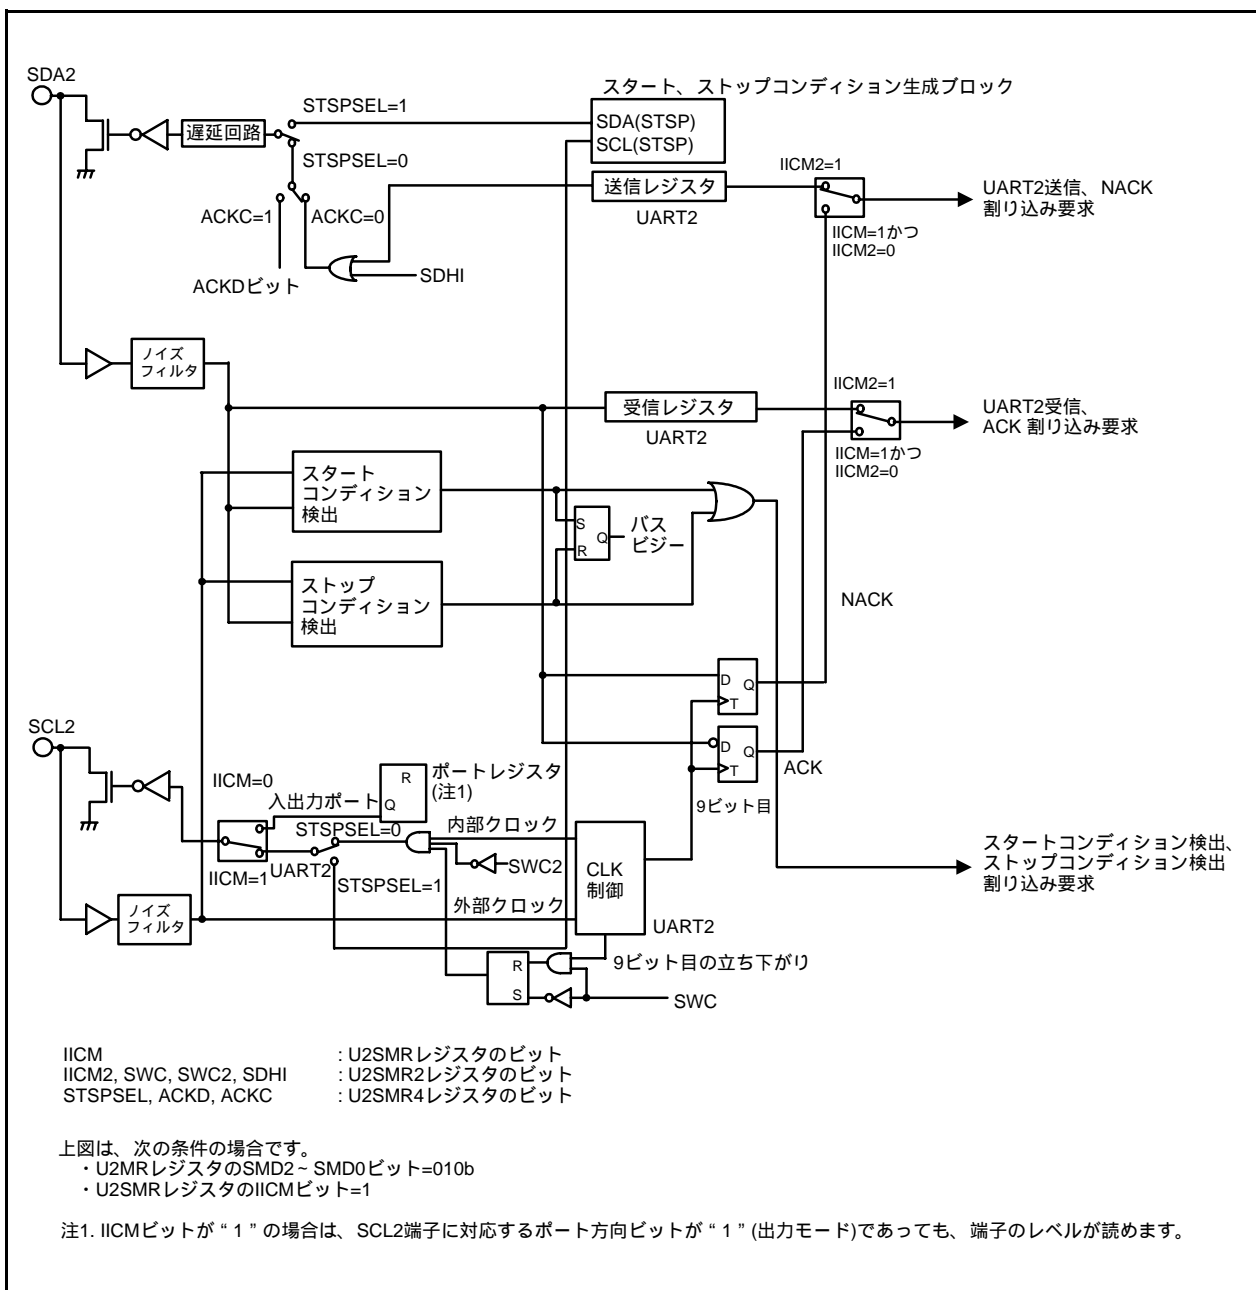 SDA2
スタート、ストップコンディション生成ブロック
STSPSEL=1
SDA(STSP)
SCL(STSP)
遅延回路
STSPSEL=0
IICM2=1
送信レジスタ
UART2
UART2送信、NACK
割り込み要求
ACKC=1
ACKC=0
IICM=1かつ
IICM2=0
SDHI
ACKDビット
ノイズ
フィルタ
IICM2=1
受信レジスタ
UART2
UART2受信、
ACK 割り込み要求
IICM=1かつ
IICM2=0
スタート
コンディション
検出
S
R
Q
バス
ビジー
ストップ
コンディション
検出
NACK
D
Q
T
SCL2
D
Q
T
ACK
9ビット目
IICM=0
R
Q
ポートレジスタ
(注1)
入出力ポート
STSPSEL=0
内部クロック
IICM=1
UART2
SWC2
CLK
制御
STSPSEL=1
スタートコンディション検出、
ストップコンディション検出
割り込み要求
ノイズ
フィルタ
外部クロック
UART2
R
S
9ビット目の立ち下がり
SWC
IICM : U2SMRレジスタのビット
IICM2, SWC, SWC2, SDHI : U2SMR2レジスタのビット
STSPSEL, ACKD, ACKC : U2SMR4レジスタのビット
上図は、次の条件の場合です。
・U2MRレジスタのSMD2~SMD0ビット=010b
・U2SMRレジスタのIICMビット=1
注1. IICMビットが“1”の場合は、SCL2端子に対応するポート方向ビットが“1”(出力モード)であっても、端子のレベルが読めます。